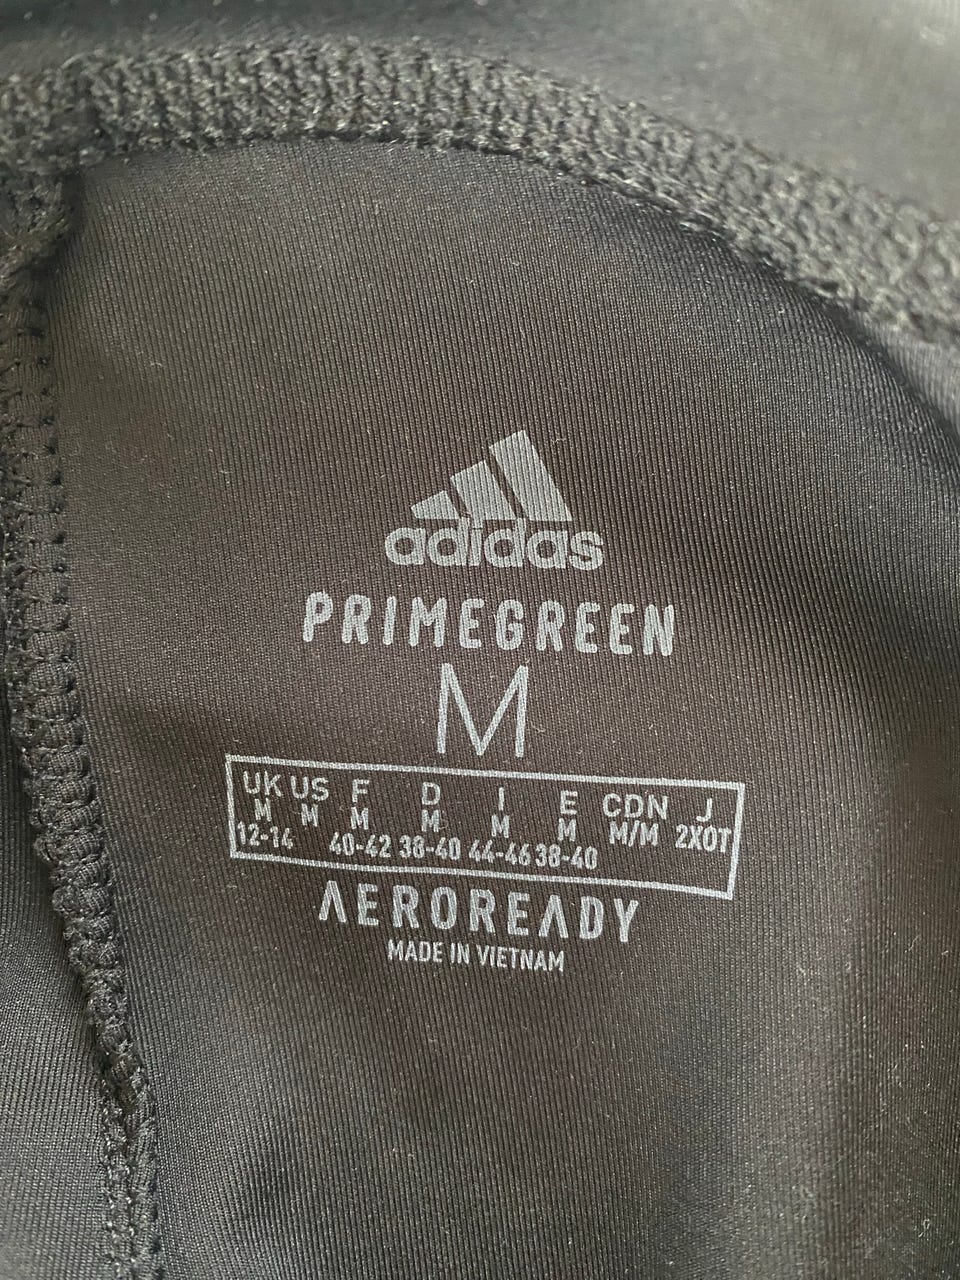 adidas
PRIMEGREEN
M
UK US F D I E CDN J
M M M M M M M/M 2XOT
12-14 40-42 38-40 44-46 38-40
AEROREADY
MADE IN VIETNAM